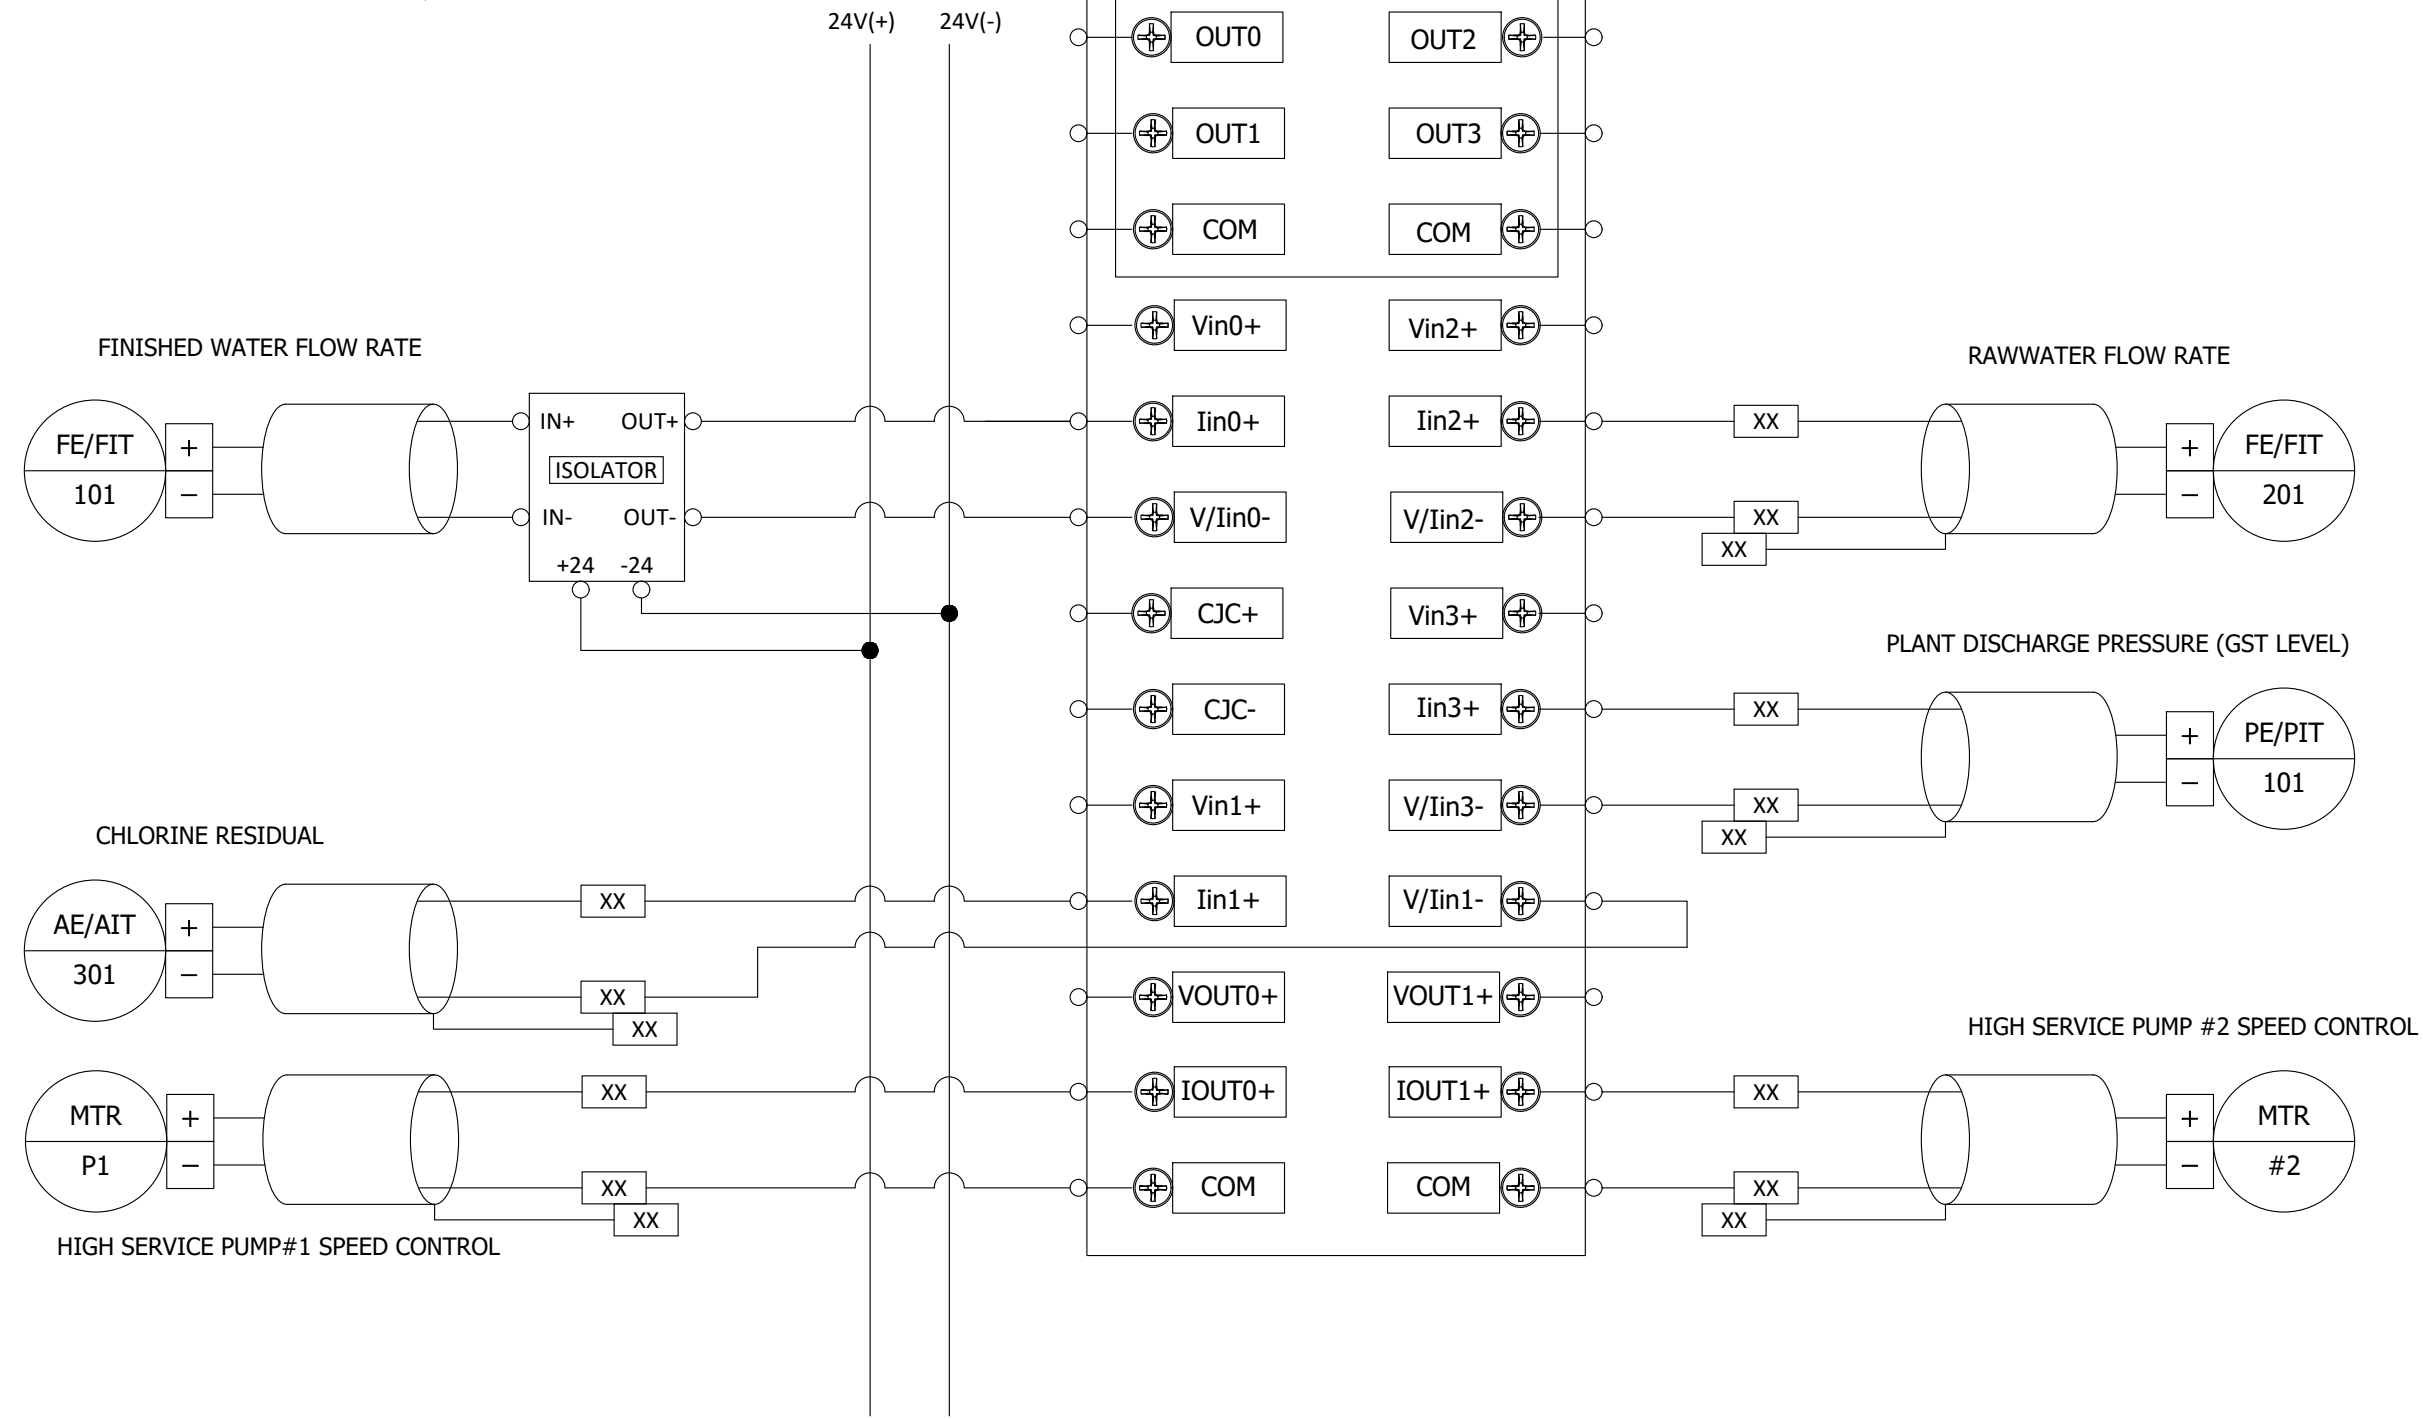 24V(+) 24V(-)
OUT0 OUT2
OUT1 OUT3
COM COM
Vin0+ Vin2+
FINISHED WATER FLOW RATE
RAWWATER FLOW RATE
FE/FIT
101
+
−
IN+ OUT+
ISOLATOR
IN- OUT-
+24 -24
Iin0+ Iin2+
XX
V/Iin0- V/Iin2-
XX
XX
+
−
FE/FIT
201
CJC+ Vin3+
PLANT DISCHARGE PRESSURE (GST LEVEL)
CJC- Iin3+
XX
Vin1+ V/Iin3-
XX
XX
+
−
PE/PIT
101
CHLORINE RESIDUAL
AE/AIT
301
+
−
XX
XX
XX
Iin1+ V/Iin1-
VOUT0+ VOUT1+
HIGH SERVICE PUMP #2 SPEED CONTROL
MTR
P1
+
−
XX
XX
XX
IOUT0+ IOUT1+
COM COM
XX
XX
XX
+
−
MTR
#2
HIGH SERVICE PUMP#1 SPEED CONTROL